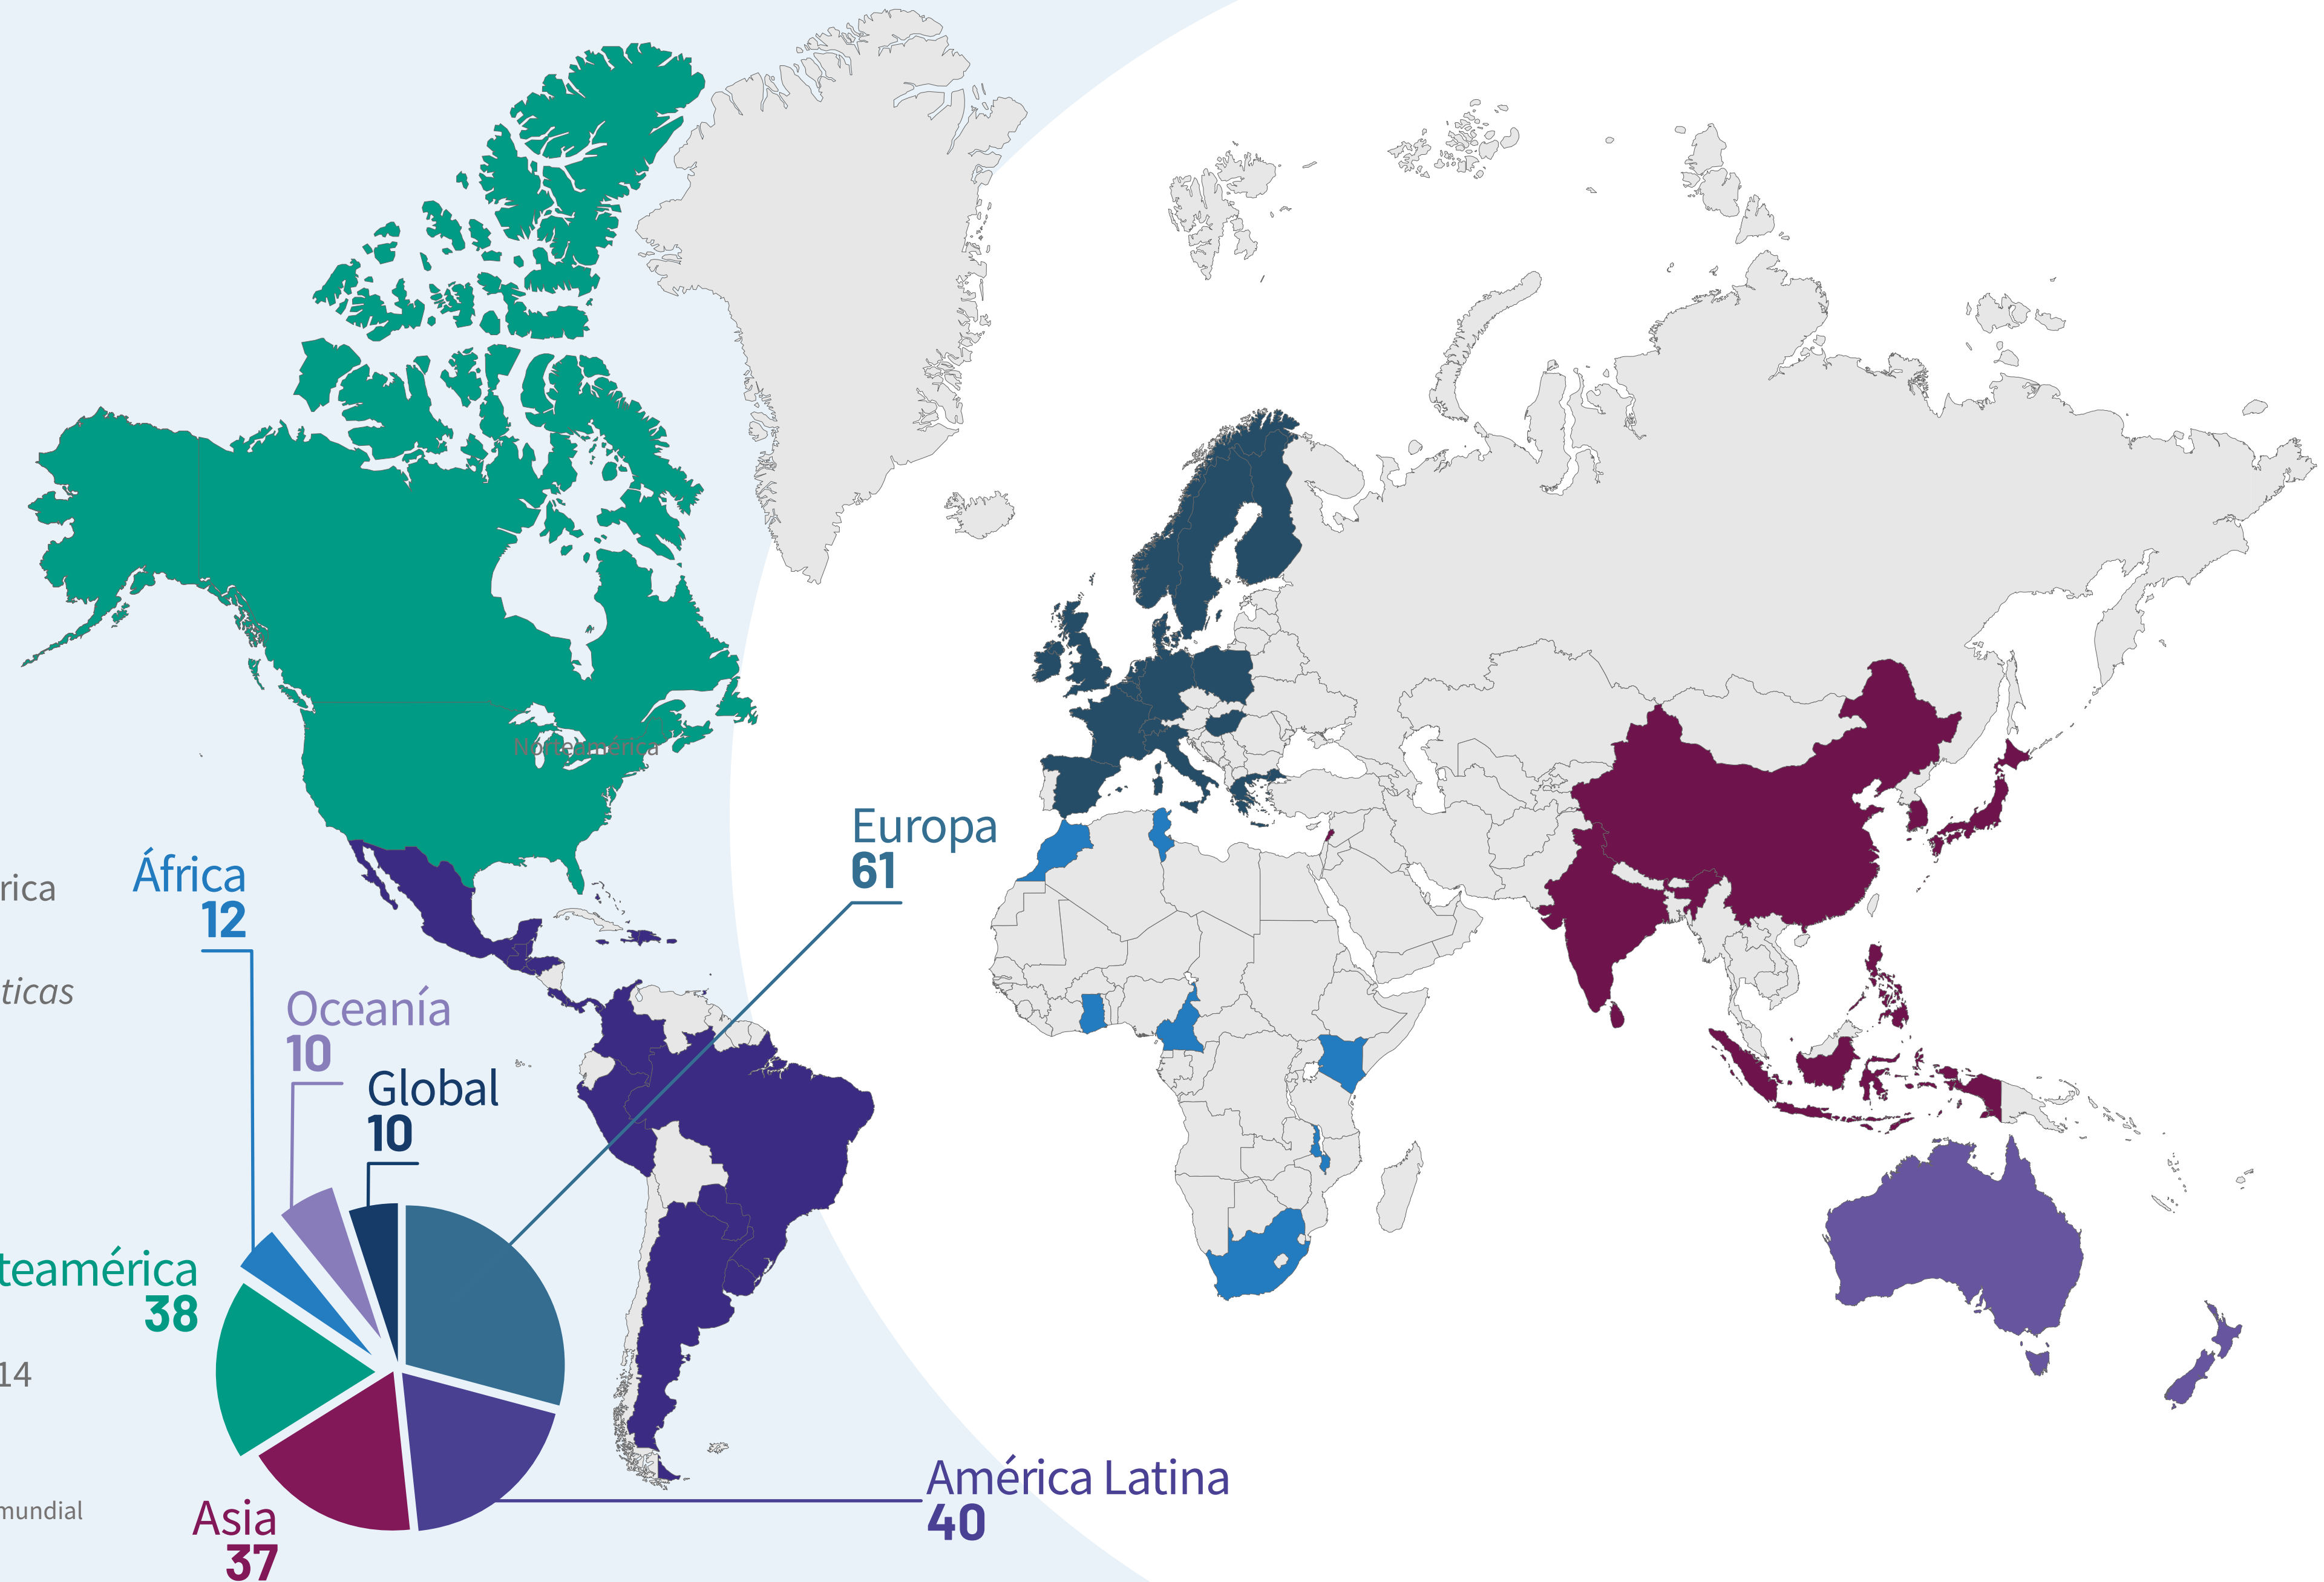 Norteamérica
Europa
61
África
12
rica
ticas
Oceanía
10
Global
10
teamérica
38
14
América Latina
40
mundial
Asia
37